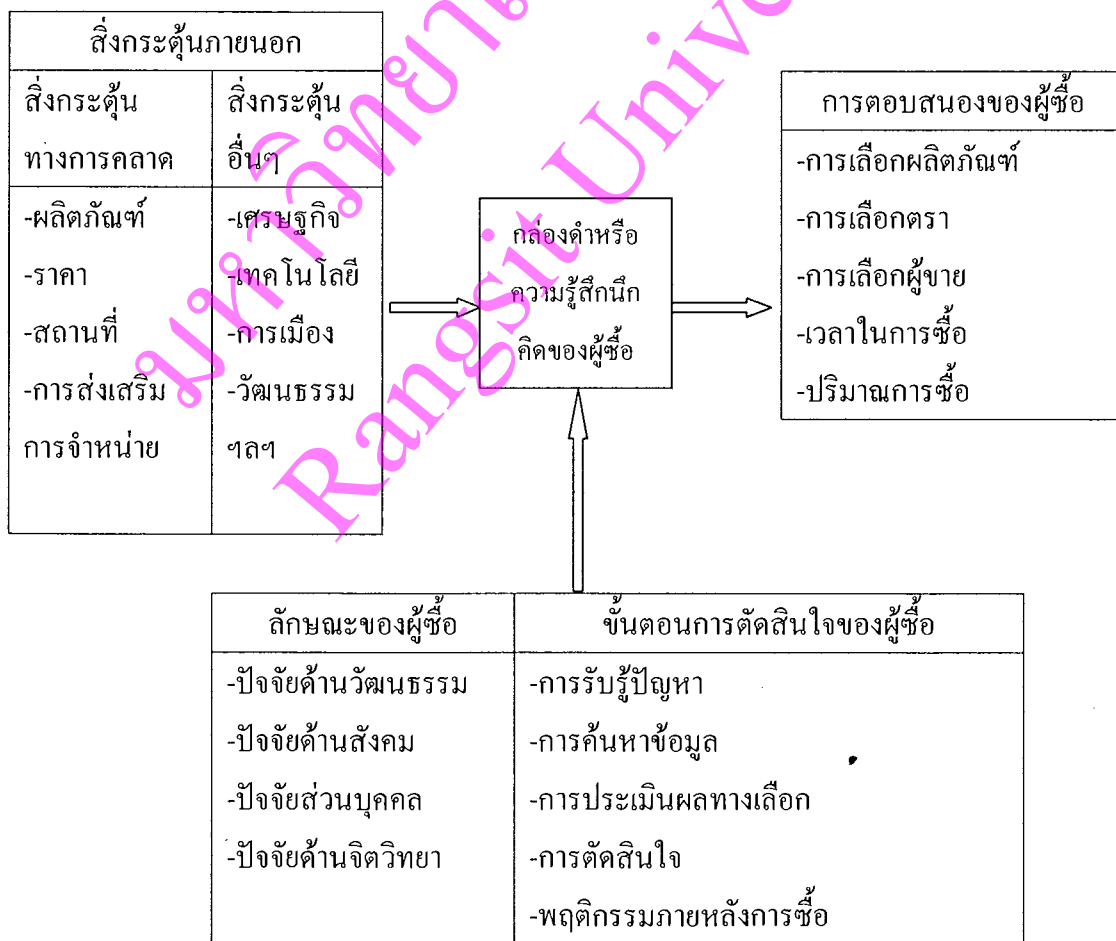 สิ่งกระตุ้นภายนอก
สิ่งกระตุ้น
ทางการคลาด
สิ่งกระตุ้น
อื่นๆ
-ผลิตภัณฑ์
-ราคา
-สถานที่
-การส่งเสริม
การจำหน่าย
-เศรษฐกิจ
-เทคโนโลยี
-การเมือง
-วัฒนธรรม
ฯลฯ
กล่องดำหรือ
ความรู้สึกนึก
คิดของผู้ซื้อ
การตอบสนองของผู้ซื้อ
-การเลือกผลิตภัณฑ์
-การเลือกตรา
-การเลือกผู้ขาย
-เวลาในการซื้อ
-ปริมาณการซื้อ
ลักษณะของผู้ซื้อ
-ปัจจัยด้านวัฒนธรรม
-ปัจจัยด้านสังคม
-ปัจจัยส่วนบุคคล
-ปัจจัยด้านจิตวิทยา
ขั้นตอนการตัดสินใจของผู้ซื้อ
-การรับรู้ปัญหา
-การค้นหาข้อมูล
-การประเมินผลทางเลือก
-การตัดสินใจ
-พฤติกรรมภายหลังการซื้อ
Rangsit